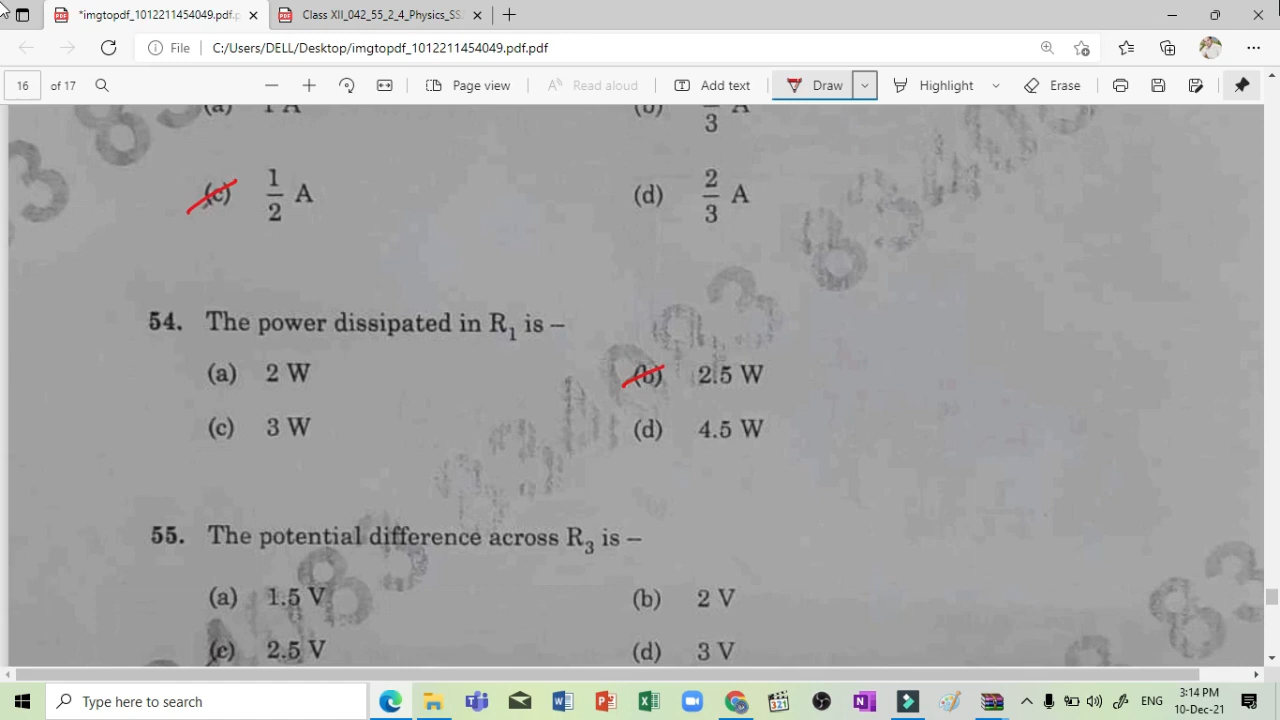 *imgtopdf_1012211454049.pdf.p
Class XII_042_55_2_4_Physics_SS
File C:/Users/DELL/Desktop/imgtopdf_1012211454049.pdf.pdf
16 of 17 Page view Read aloud Add text Draw Highlight Erase
(a) 1 A (b) /3 A
(c) 1/2 A (d) 2/3 A
54. The power dissipated in R₁ is –
(a) 2 W (b) 2.5 W
(c) 3 W (d) 4.5 W
55. The potential difference across R₃ is –
(a) 1.5 V (b) 2 V
(c) 2.5 V (d) 3 V
Type here to search
ENG
3:14 PM
10-Dec-21